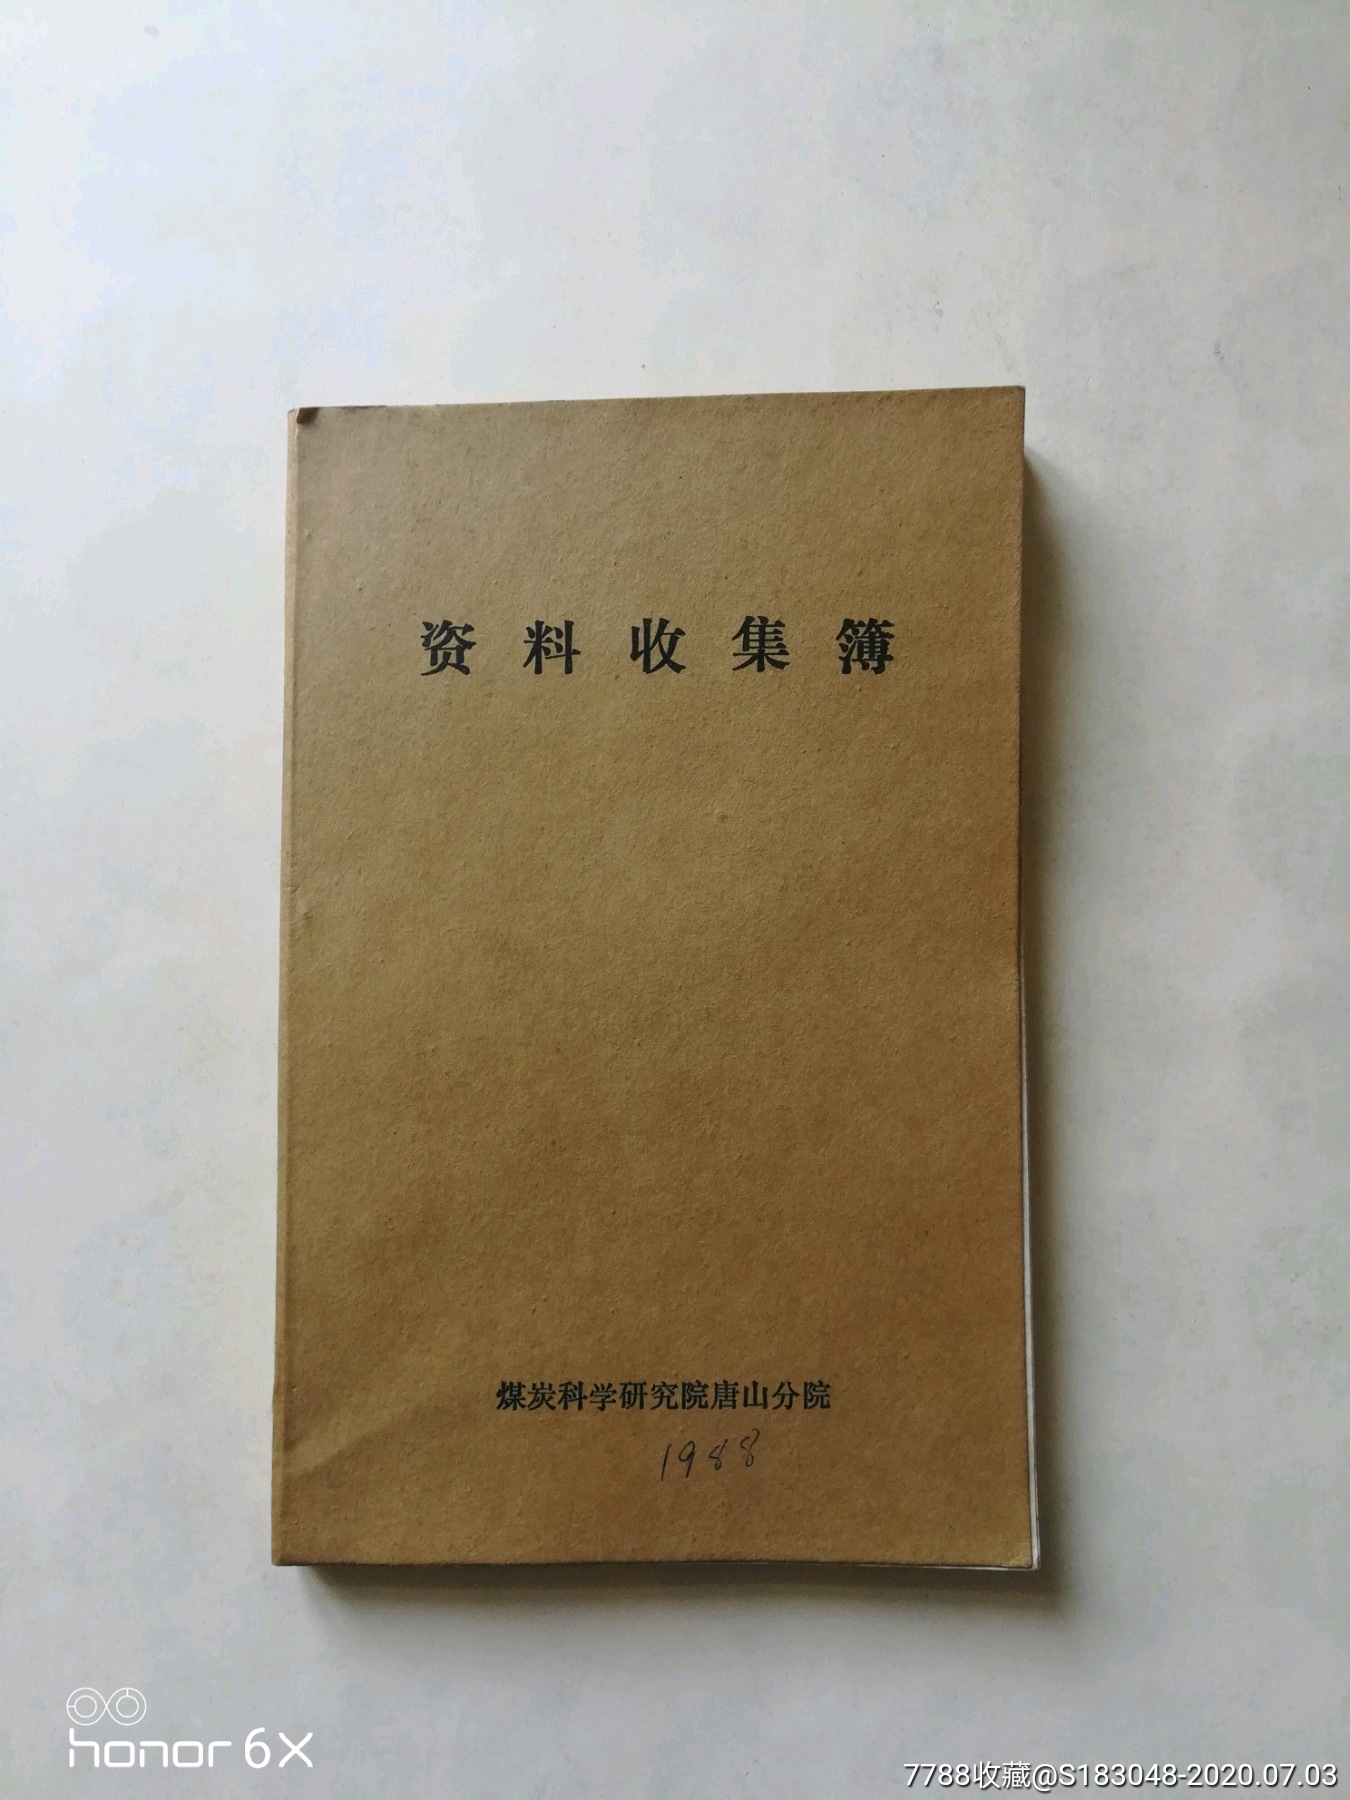 资料收集簿
煤炭科学研究院唐山分院
1988
honor 6X
7788收藏@S183048-2020.07.03